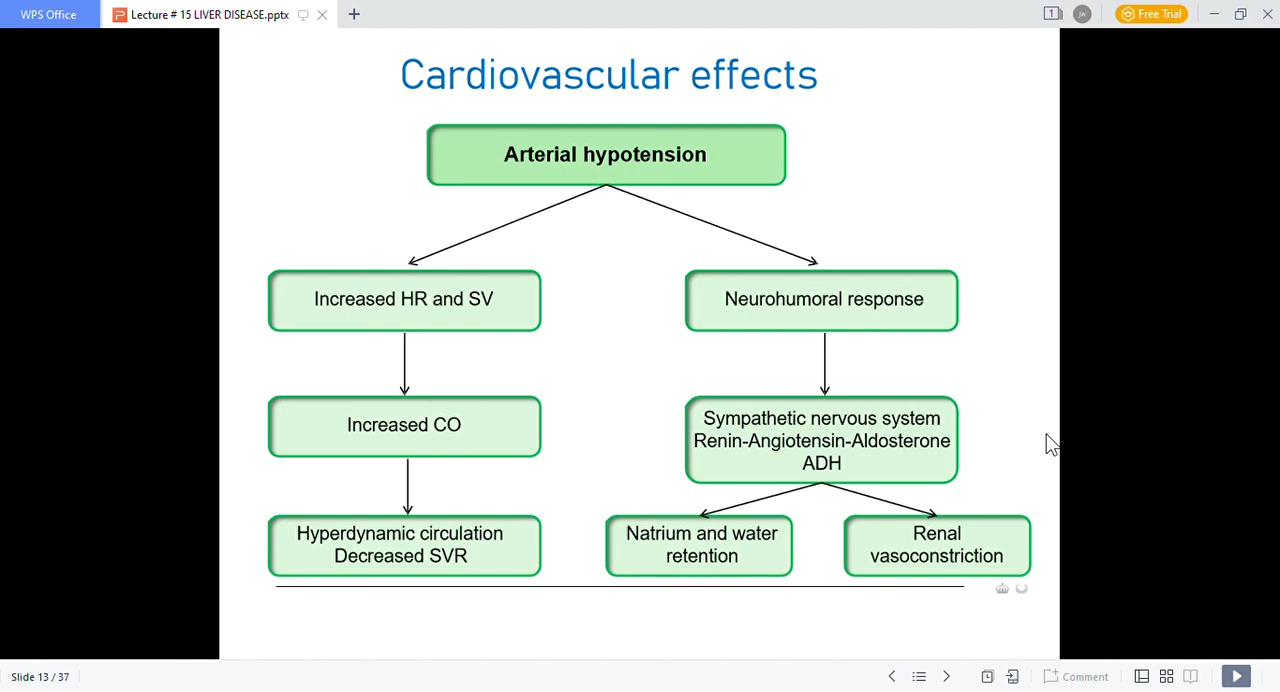 WPS Office
Lecture # 15 LIVER DISEASE.pptx
1
jw
Free Trial
Cardiovascular effects
Arterial hypotension
Increased HR and SV
Neurohumoral response
Increased CO
Sympathetic nervous system
Renin-Angiotensin-Aldosterone
ADH
Hyperdynamic circulation
Decreased SVR
Natrium and water
retention
Renal
vasoconstriction
Slide 13 / 37
Comment